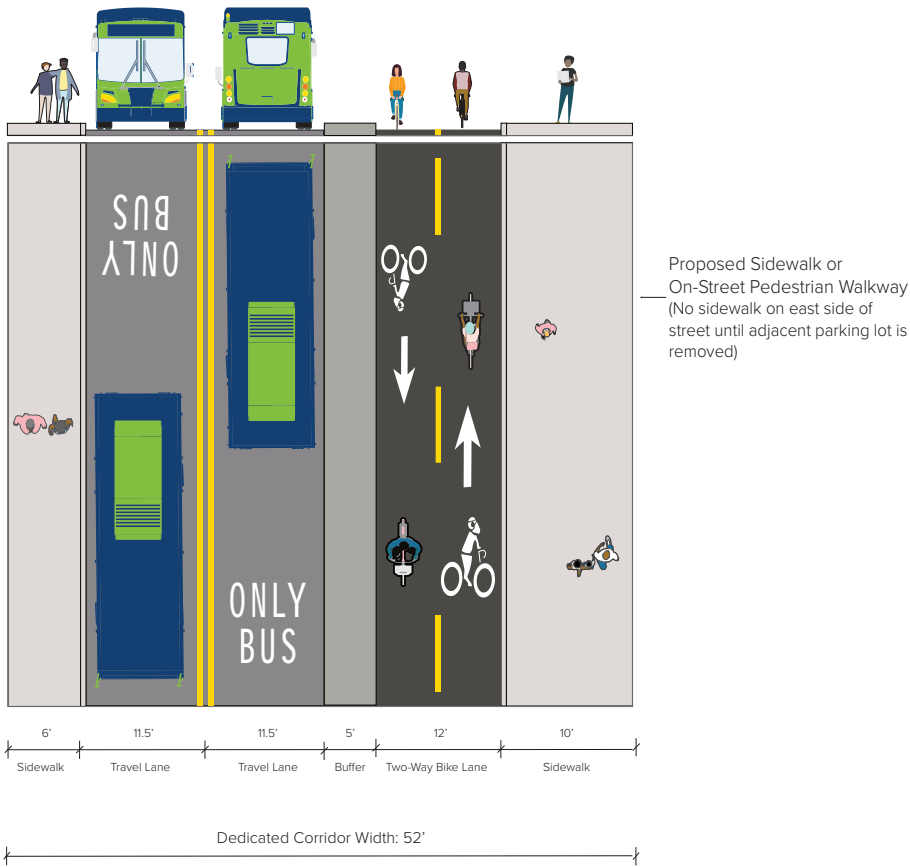 BUS
ONLY
ONLY
BUS
Proposed Sidewalk or
On-Street Pedestrian Walkway
(No sidewalk on east side of
street until adjacent parking lot is
removed)
6’ 11.5’ 11.5’ 5’ 12’ 10’
Sidewalk Travel Lane Travel Lane Buffer Two-Way Bike Lane Sidewalk
Dedicated Corridor Width: 52’